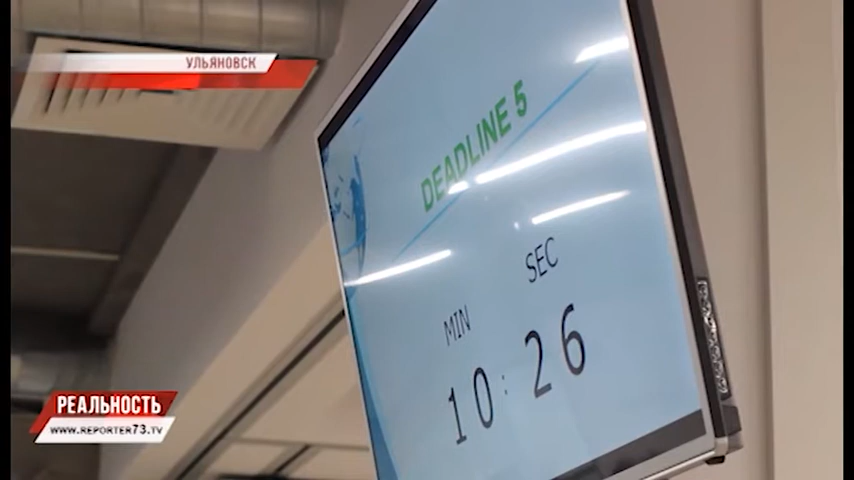 УЛЬЯНОВСК
DEADLINE 5
MIN SEC
10 : 26
РЕАЛЬНОСТЬ
WWW.REPORTER73.TV